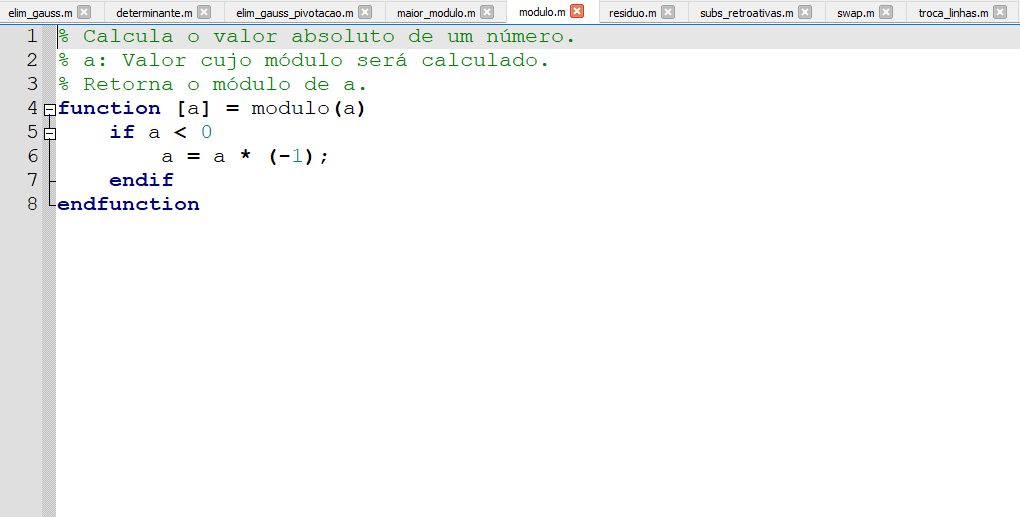 elim_gauss.m determinante.m elim_gauss_pivotacao.m maior_modulo.m modulo.m residuo.m subs_retroativas.m swap.m troca_linhas.m
1 % Calcula o valor absoluto de um número.
2 % a: Valor cujo módulo será calculado.
3 % Retorna o módulo de a.
4 function [a] = modulo(a)
5 if a < 0
6 a = a * (-1);
7 endif
8 endfunction